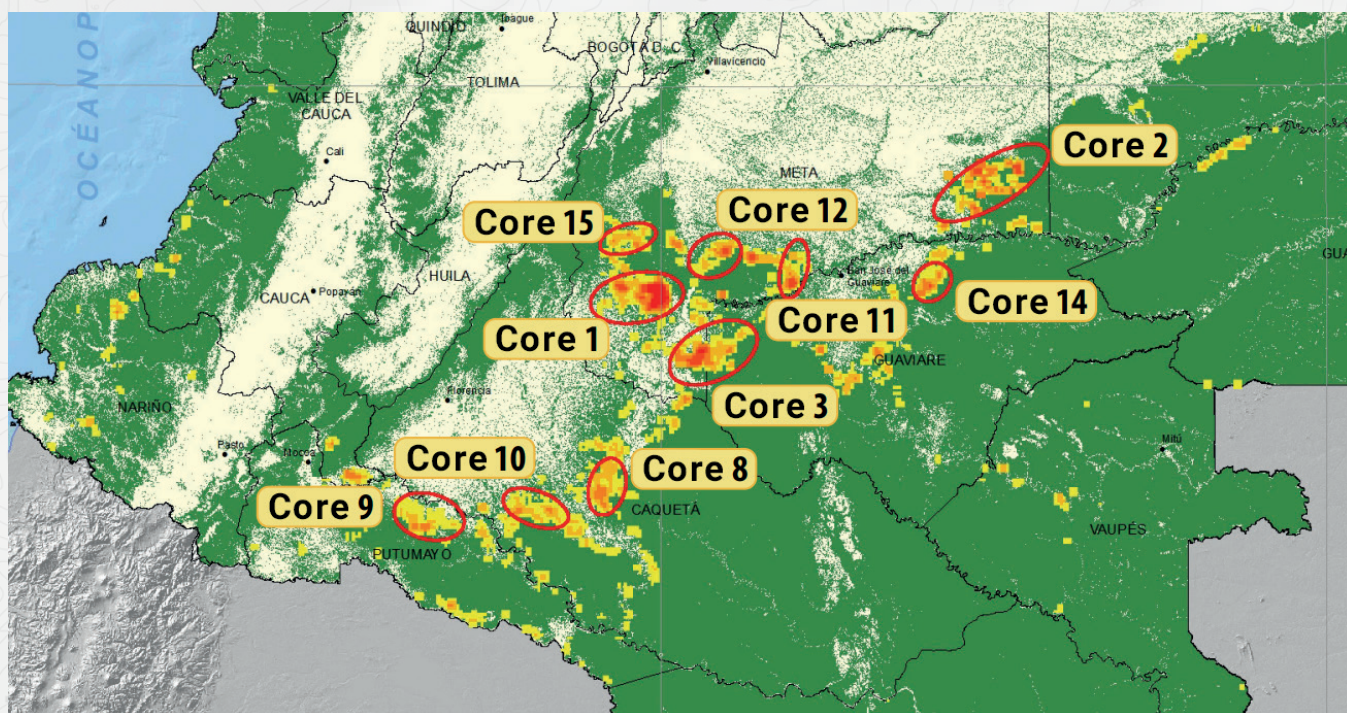 OCÉANO P
QUINDÍO
Ibague
BOGOTÁ D. C.
Villavicencio
TOLIMA
VALLE DEL
CAUCA
Cali
META
Core 2
Core 15
Core 12
HUILA
San José del
Guaviare
GUA
CAUCA
Popayán
Core 14
Core 1
Core 11
GUAVIARE
Florencia
Core 3
NARIÑO
Pasto
Mocoa
Mitú
Core 10
Core 8
Core 9
CAQUETÁ
VAUPÉS
PUTUMAYO